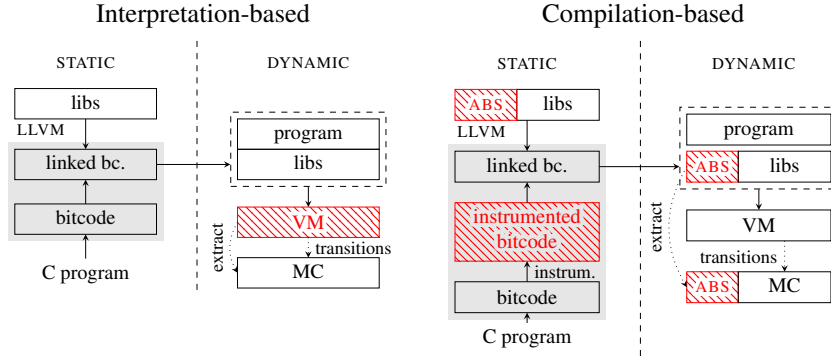 Interpretation-based
STATIC
DYNAMIC
libs
LLVM
linked bc.
bitcode
C program
program
libs
VM
extract
transitions
MC
Compilation-based
STATIC
DYNAMIC
ABS libs
LLVM
linked bc.
instrumented
bitcode
instrum.
bitcode
C program
program
ABS libs
VM
extract
transitions
ABS MC